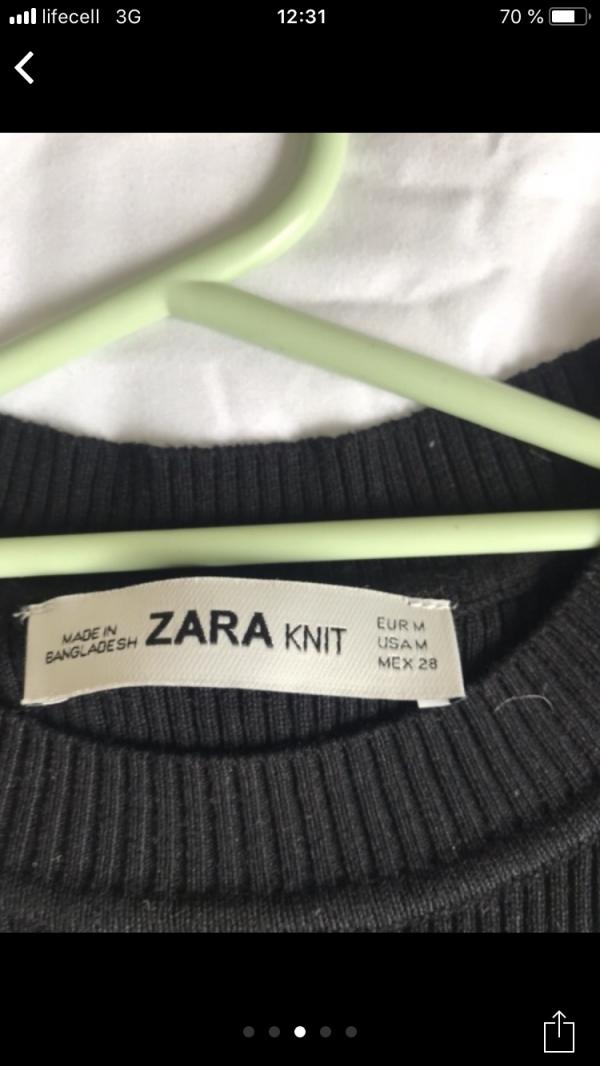 lifecell 3G 12:31 70 %
MADE IN
BANGLADESH
ZARA KNIT
EUR M
USA M
MEX 28